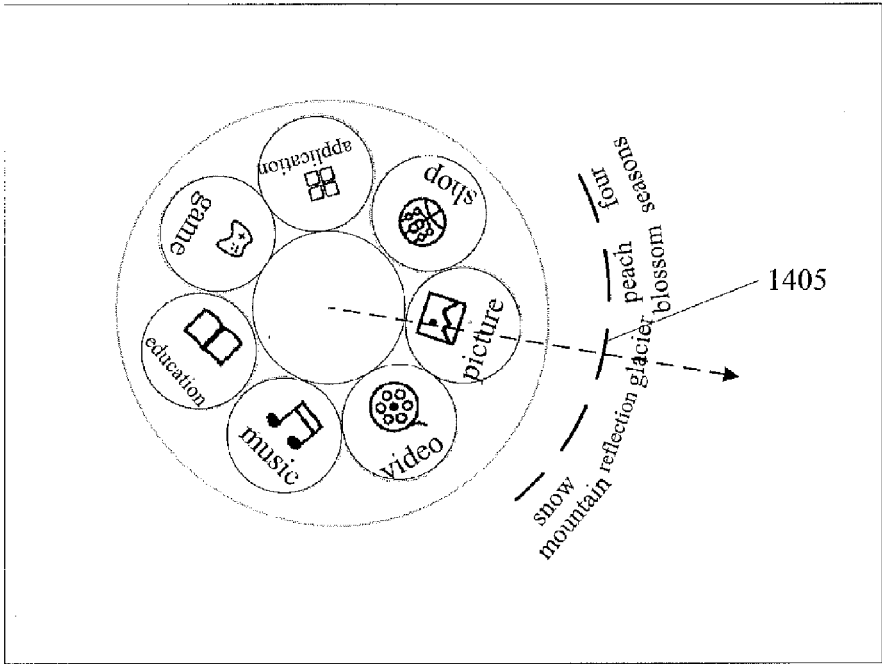 application
shop
game
picture
education
music
video
four
seasons
peach
blossom
1405
glacier
reflection
snow
mountain